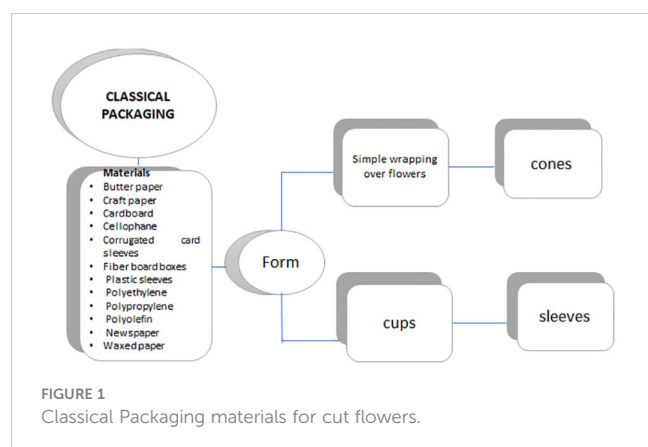 CLASSICAL
PACKAGING
Materials
• Butter paper
• Craft paper
• Cardboard
• Cellophane
• Corrugated card
sleeves
• Fiber board boxes
• Plastic sleeves
• Polyethylene
• Polypropylene
• Polyolefin
• Newspaper
• Waxed paper
Form
Simple wrapping
over flowers
cones
cups
sleeves
FIGURE 1
Classical Packaging materials for cut flowers.